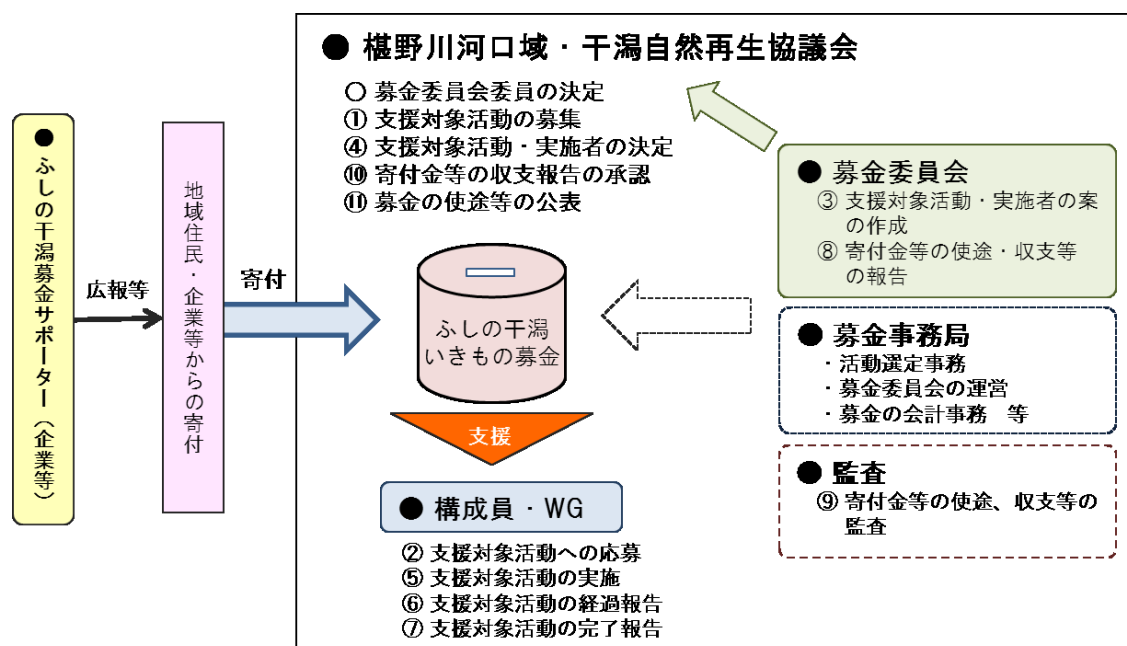 ● 椹野川河口域・干潟自然再生協議会
○ 募金委員会委員の決定
① 支援対象活動の募集
④ 支援対象活動・実施者の決定
⑩ 寄付金等の収支報告の承認
⑪ 募金の使途等の公表
● ふしの干潟募金サポーター（企業等）
広報等
地域住民・企業等からの寄付
寄付
ふしの干潟
いきもの募金
支援
● 構成員・WG
② 支援対象活動への応募
⑤ 支援対象活動の実施
⑥ 支援対象活動の経過報告
⑦ 支援対象活動の完了報告
● 募金委員会
③ 支援対象活動・実施者の案
の作成
⑧ 寄付金等の使途・収支等
の報告
● 募金事務局
・活動選定事務
・募金委員会の運営
・募金の会計事務　等
● 監査
⑨ 寄付金等の使途、収支等の
監査